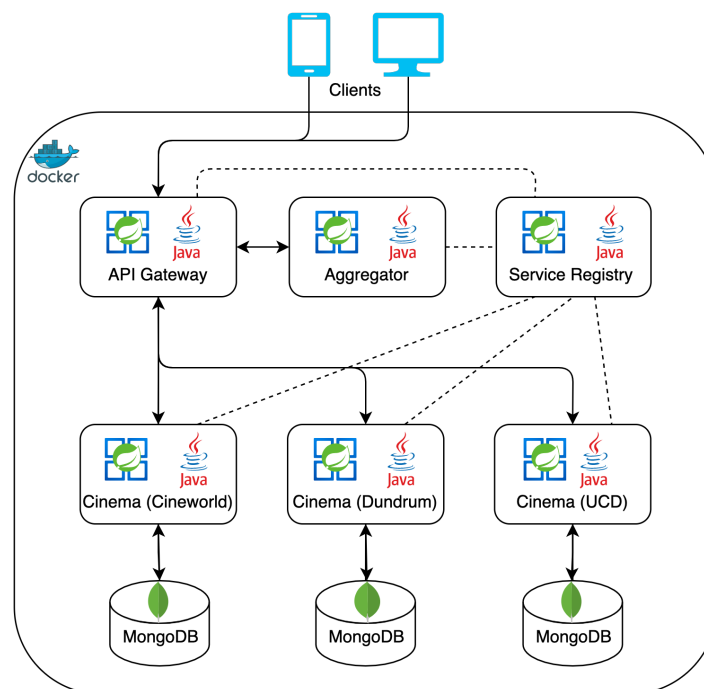 Clients
docker
Java
API Gateway
Java
Aggregator
Java
Service Registry
Java
Cinema (Cineworld)
Java
Cinema (Dundrum)
Java
Cinema (UCD)
MongoDB
MongoDB
MongoDB